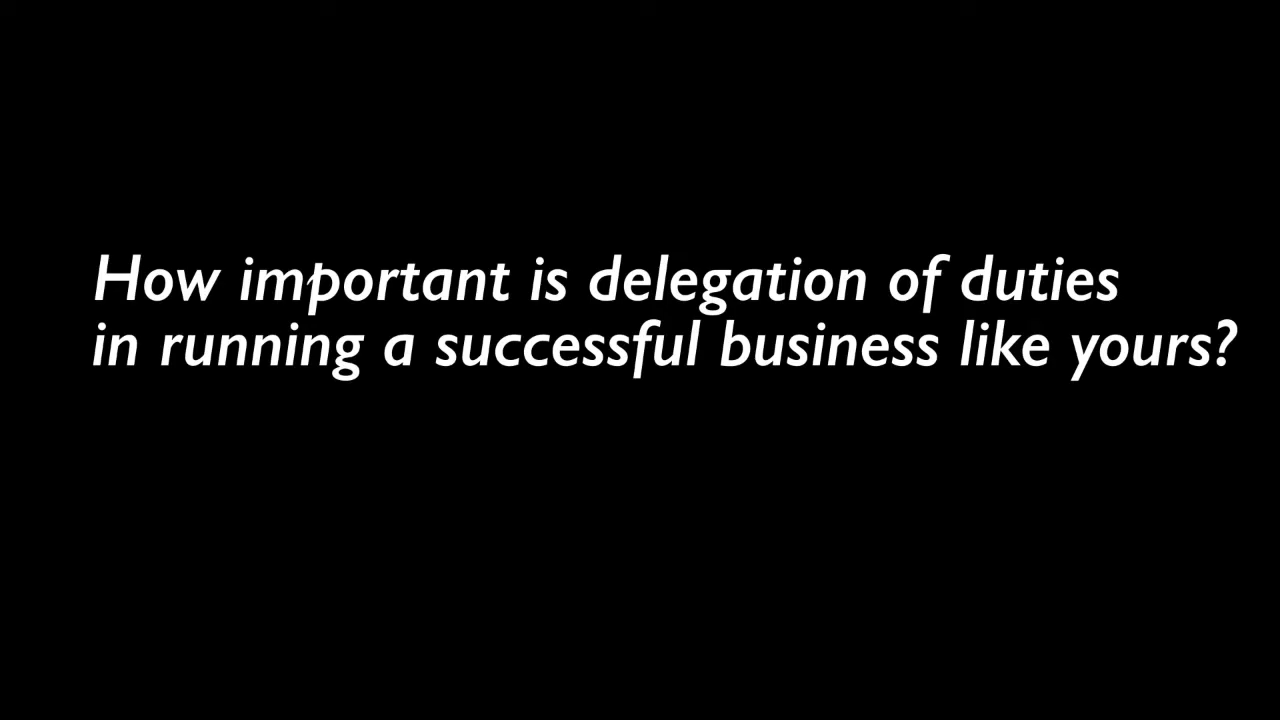 How important is delegation of duties
in running a successful business like yours?